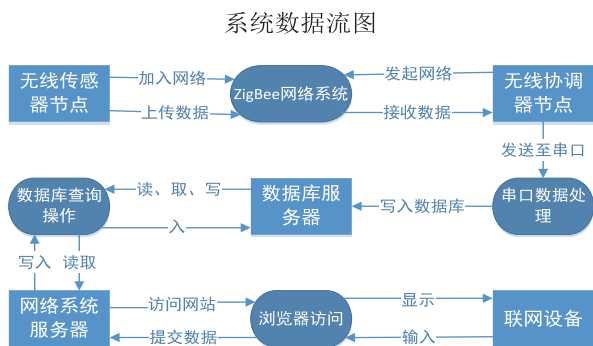 系统数据流图
无线传感
器节点
加入网络
上传数据
ZigBee网络系统
发起网络
接收数据
无线协调
器节点
发送至串口
数据库查询
操作
读、取、写
入
数据库服
务器
写入数据库
串口数据处
理
写入
读取
网络系统
服务器
访问网站
提交数据
浏览器访问
显示
输入
联网设备